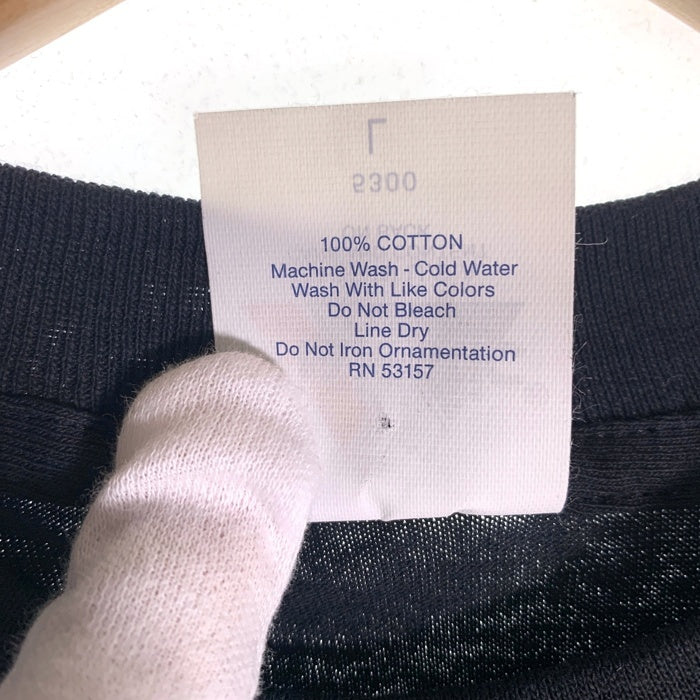 L
6300
100% COTTON
Machine Wash - Cold Water
Wash With Like Colors
Do Not Bleach
Line Dry
Do Not Iron Ornamentation
RN 53157